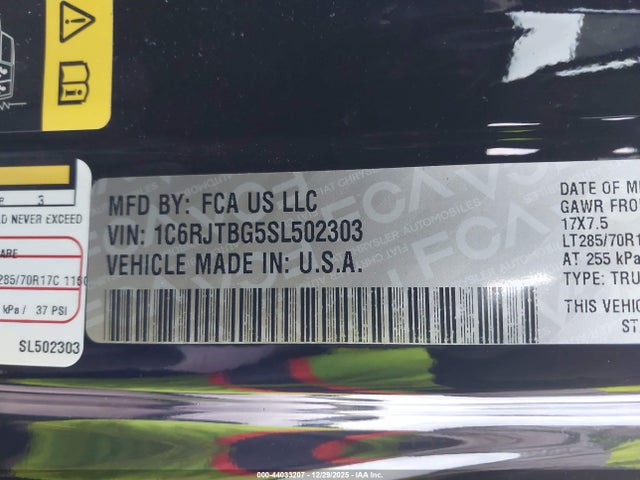 3
D NEVER EXCEED
285/70R17C
kPa / 37 PSI
SL502303
MFD BY: FCA US LLC
VIN: 1C6RJTBG5SL502303
VEHICLE MADE IN: U.S.A.
DATE OF M
GAWR FRO
17X7.5
LT285/70R1
AT 255 kPa
TYPE: TRU
THIS VEHIC
ST
000-44033207 - 12/29/2025 - IAAI Inc.